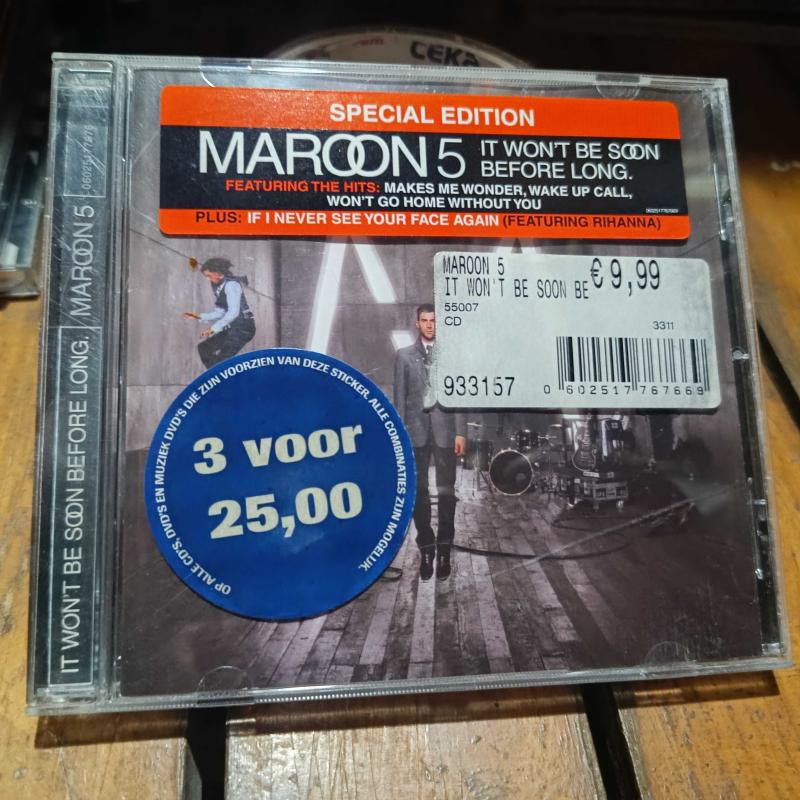 CEKA
SPECIAL EDITION
MAROON 5
IT WON'T BE SOON
BEFORE LONG.
FEATURING THE HITS: MAKES ME WONDER, WAKE UP CALL,
WON'T GO HOME WITHOUT YOU
PLUS: IF I NEVER SEE YOUR FACE AGAIN (FEATURING RIHANNA)
MAROON 5
IT WON'T BE SOON BE
€ 9,99
55007
CD
3311
933157
0 602517 767669
OP ALLE CD'S, DVD'S EN MUZIEK DVD'S DIE ZIJN VOORZIEN VAN DEZE STICKER. ALLE COMBINATIES ZIJN MOGELIJK.
3 voor
25,00
IT WON'T BE SOON BEFORE LONG. MAROON 5